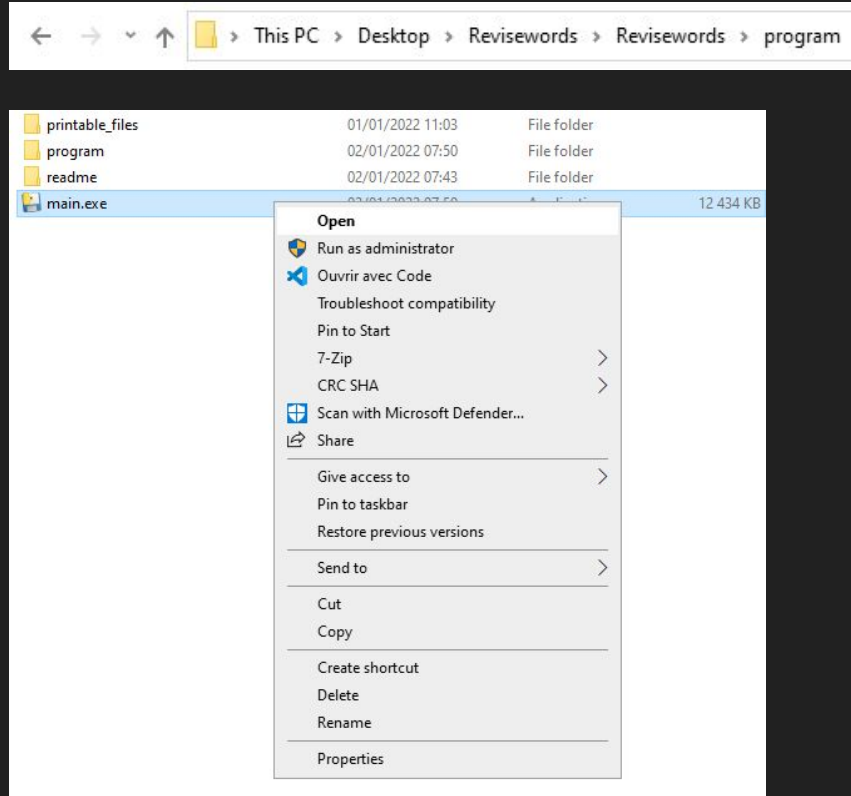 This PC > Desktop > Revisewords > Revisewords > program
printable_files 01/01/2022 11:03 File folder
program 02/01/2022 07:50 File folder
readme 02/01/2022 07:43 File folder
main.exe 12 434 KB
Open
Run as administrator
Ouvrir avec Code
Troubleshoot compatibility
Pin to Start
7-Zip
CRC SHA
Scan with Microsoft Defender...
Share
Give access to
Pin to taskbar
Restore previous versions
Send to
Cut
Copy
Create shortcut
Delete
Rename
Properties